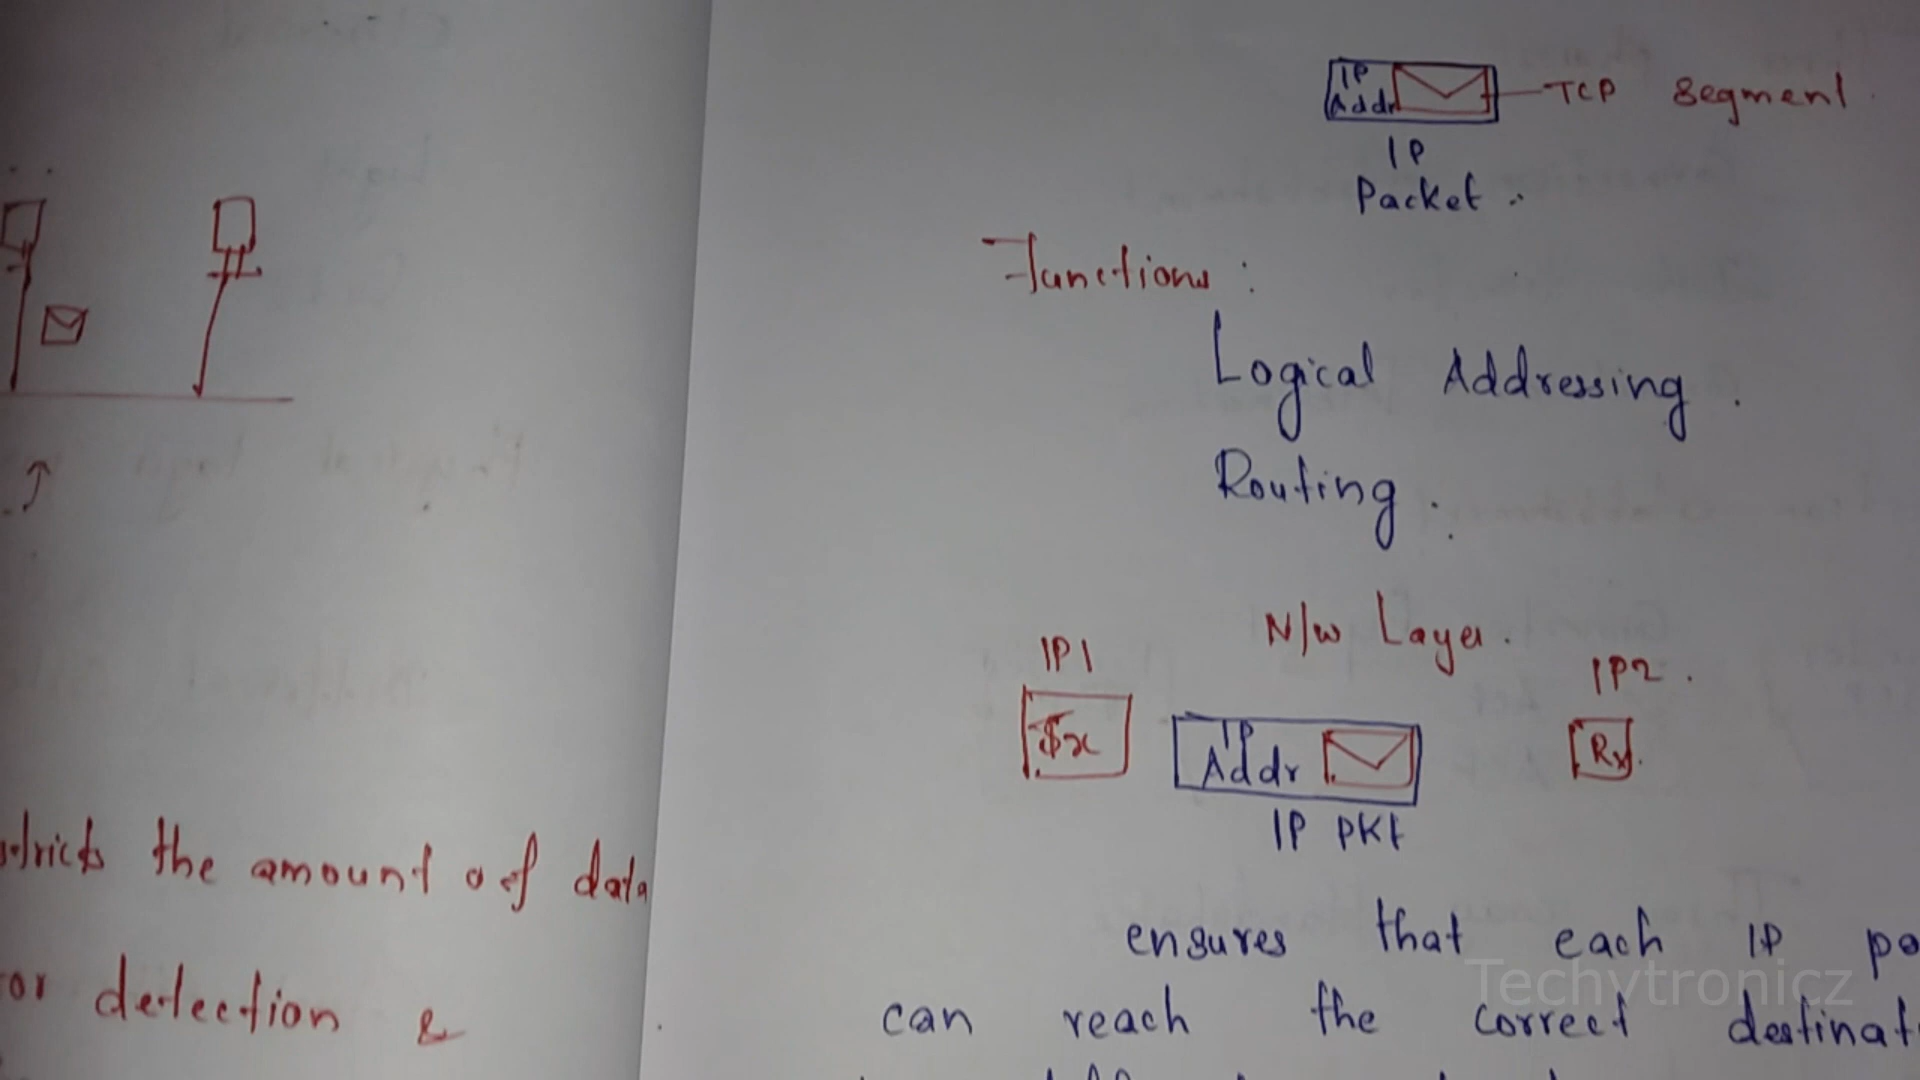 the amount of data
detection &
IP
Addr
TCP Segment
IP
Packet.
Functions:
Logical Addressing.
Routing.
N/w Layer.
IP1
IP2.
IP
Addr
Rx.
IP PKt
ensures that each IP
can reach the correct
Techytronicz